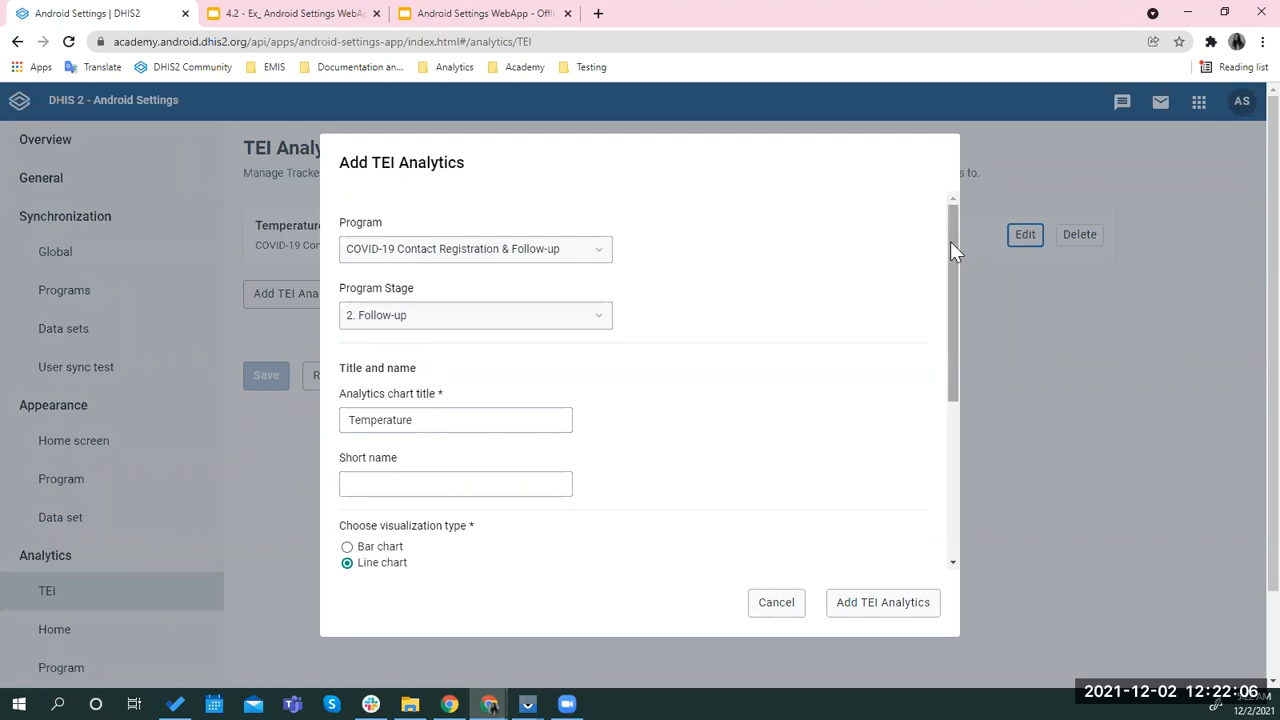 Android Settings | DHIS2
4.2 - Ex_ Android Settings WebA
Android Settings WebApp - Offli
academy.android.dhis2.org/api/apps/android-settings-app/index.html#/analytics/TEI
Apps
Translate
DHIS2 Community
EMIS
Documentation an...
Analytics
Academy
Testing
Reading list
DHIS 2 - Android Settings
AS
Overview
General
Synchronization
Global
Programs
Data sets
User sync test
Appearance
Home screen
Program
Data set
Analytics
TEI
Home
Program
TEI Analy
Manage Tracke
s to.
Temperature
COVID-19 Con
Edit
Delete
Add TEI Ana
Save
R
Add TEI Analytics
Program
COVID-19 Contact Registration & Follow-up
Program Stage
2. Follow-up
Title and name
Analytics chart title *
Temperature
Short name
Choose visualization type *
Bar chart
Line chart
Cancel
Add TEI Analytics
2021-12-02 12:22:06
12/2/2021